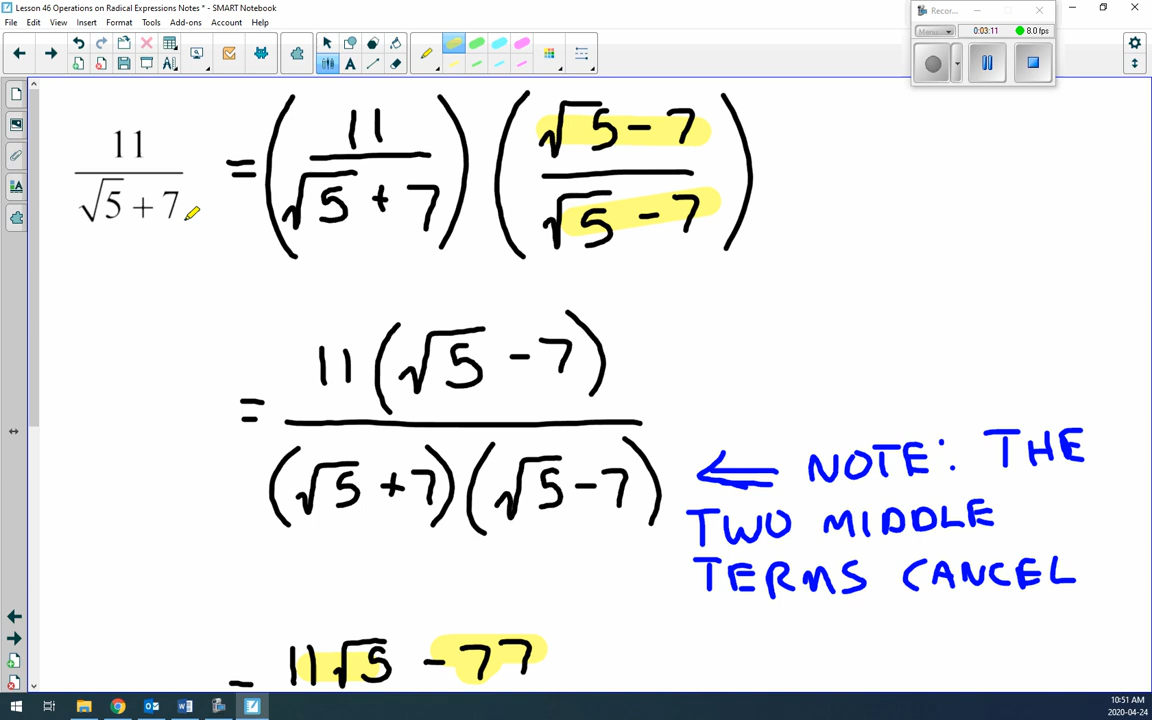 Lesson 46 Operations on Radical Expressions Notes * - SMART Notebook
File Edit View Insert Format Tools Add-ons Account Help
Recor...
Menu
0:03:11 8.0 fps
11 / √5 + 7 = ( 11 / √5 + 7 ) ( √5 - 7 / √5 - 7 )
= 11 ( √5 - 7 ) / ( √5 + 7 ) ( √5 - 7 )
← NOTE: THE
TWO MIDDLE
TERMS CANCEL
= 11 √5 - 77
10:51 AM
2020-04-24